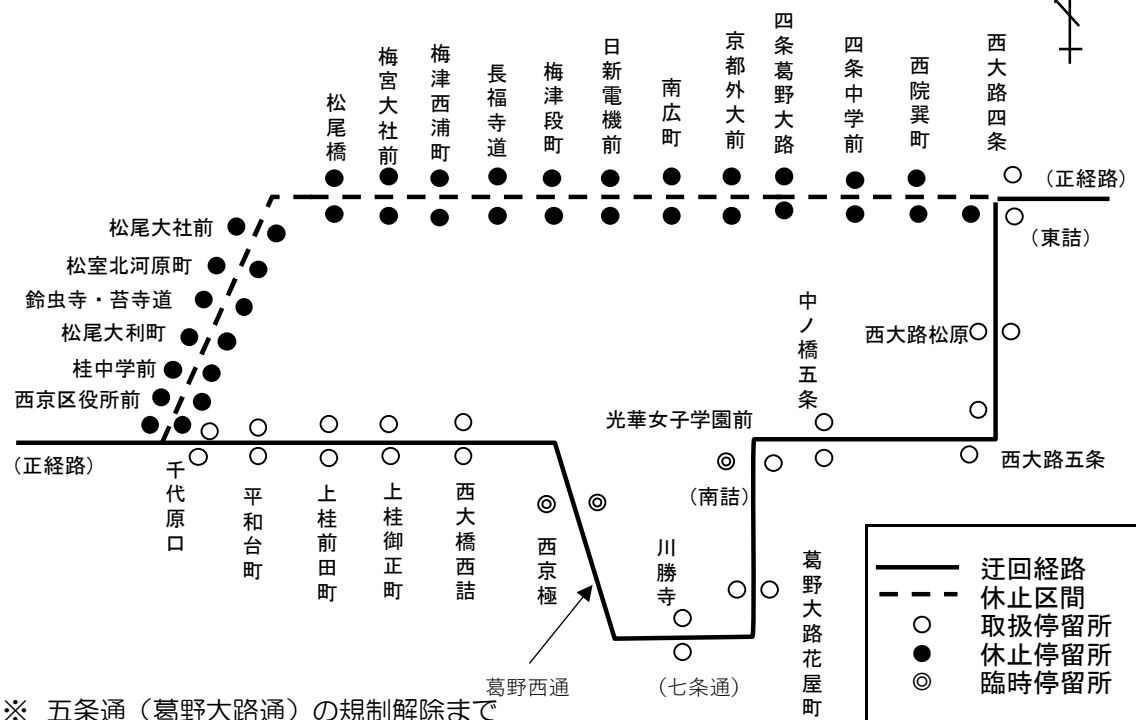 松尾橋
梅宮大社前
梅津西浦町
長福寺道
梅津段町
日新電機前
南広町
京都外大前
四条葛野大路
四条中学前
西院巽町
西大路四条
(正経路)
(東詰)
松尾大社前
松室北河原町
鈴虫寺・苔寺道
松尾大利町
桂中学前
西京区役所前
(正経路)
千代原口
平和台町
上桂前田町
上桂御正町
西大橋西詰
西京極
葛野西通
川勝寺
(七条通)
光華女子学園前
(南詰)
葛野大路花屋町
中ノ橋五条
西大路松原
西大路五条
迂回経路
休止区間
取扱停留所
休止停留所
臨時停留所
※ 五条通(葛野大路通)の規制解除まで